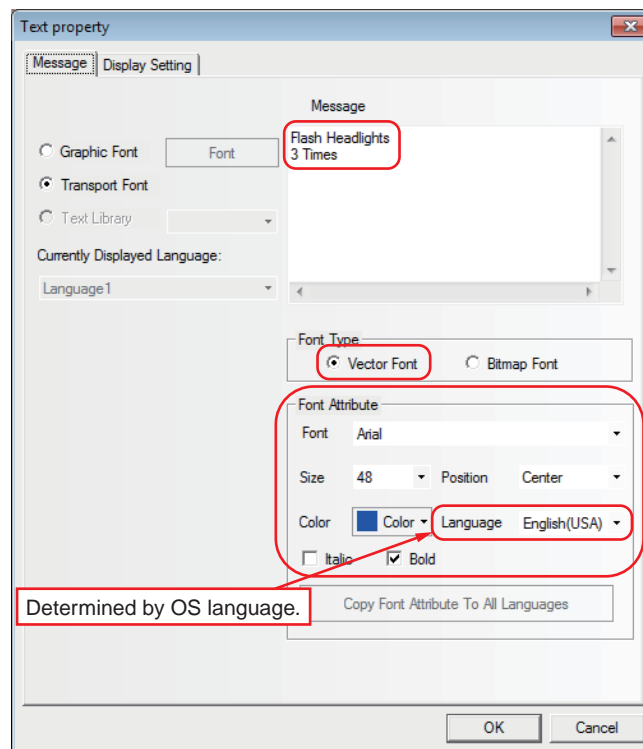 Text property
Message
Display Setting
Message
Graphic Font
Font
Flash Headlights
3 Times
Transport Font
Text Library
Currently Displayed Language:
Language1
Font Type
Vector Font
Bitmap Font
Font Attribute
Font
Arial
Size
48
Position
Center
Color
Color
Language
English(USA)
Italic
Bold
Determined by OS language.
Copy Font Attribute To All Languages
OK
Cancel